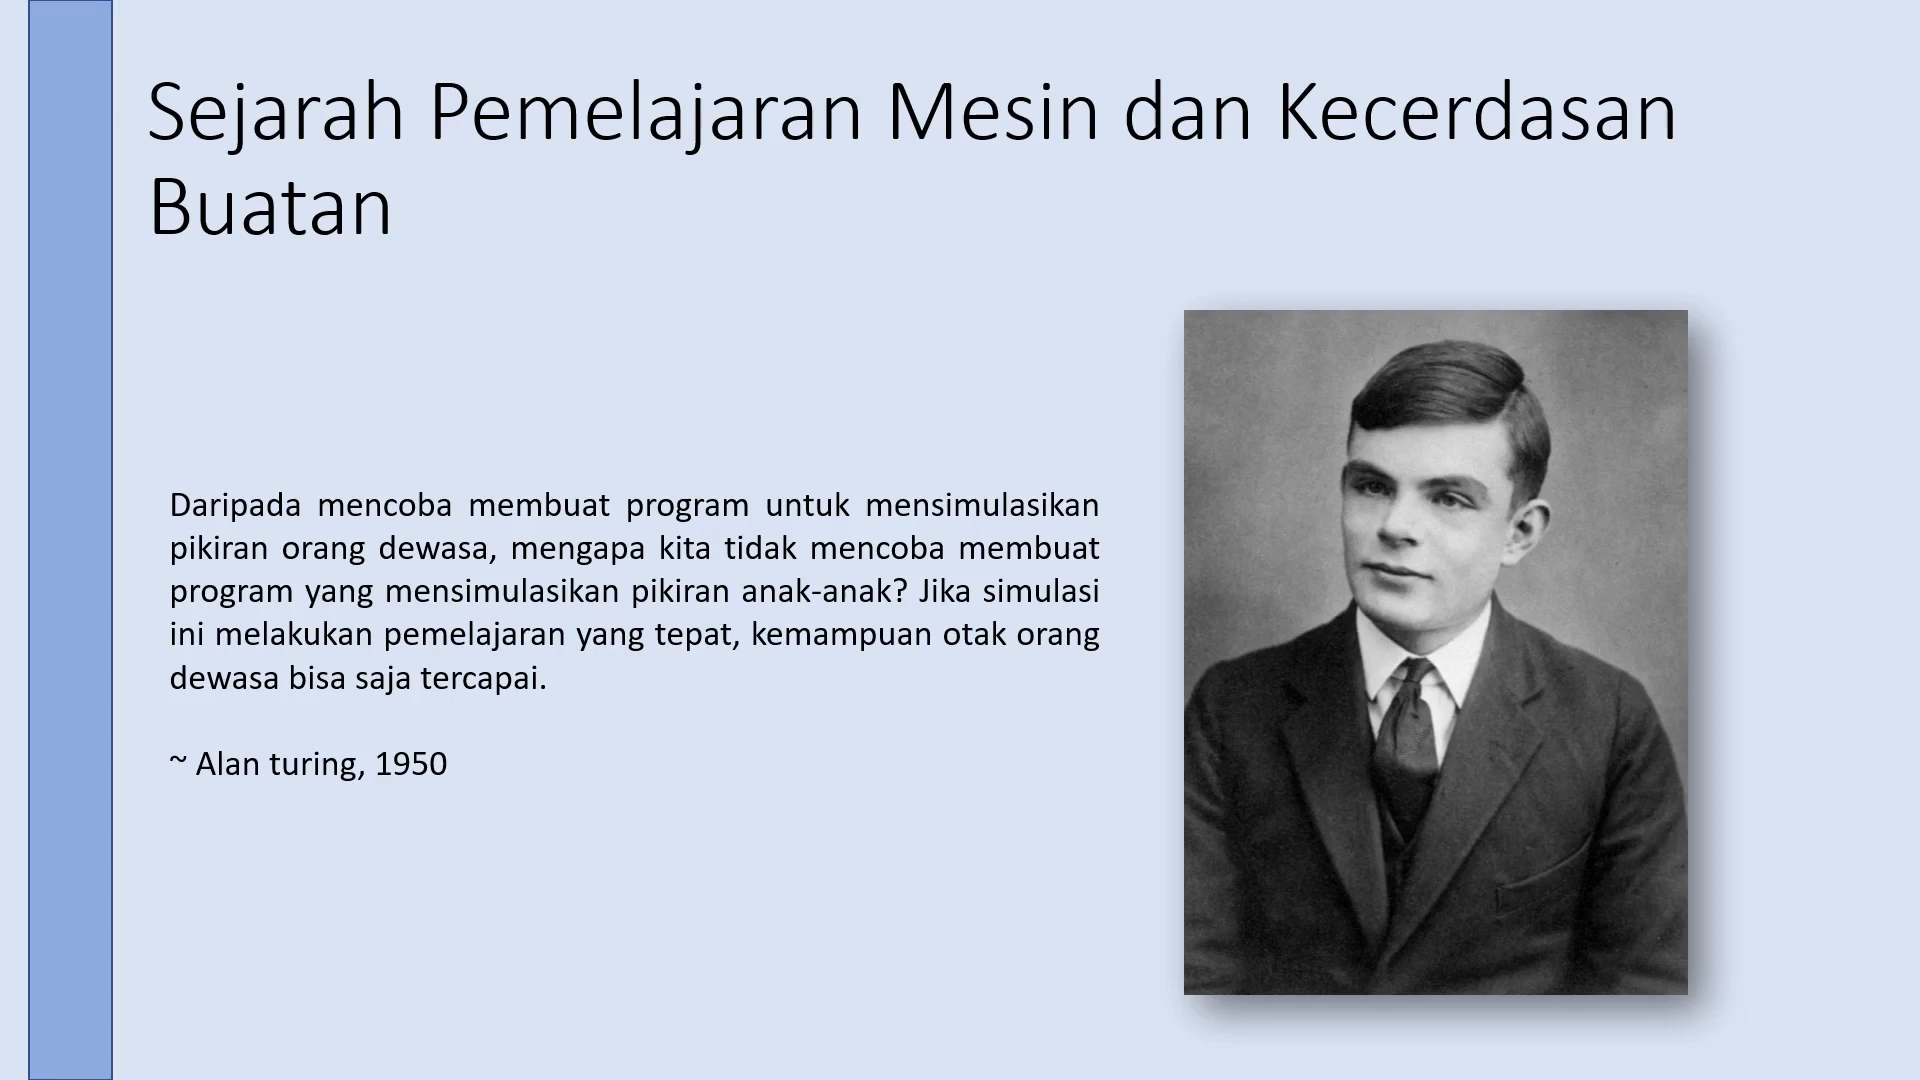 Sejarah Pemelajaran Mesin dan Kecerdasan
Buatan
Daripada mencoba membuat program untuk mensimulasikan
pikiran orang dewasa, mengapa kita tidak mencoba membuat
program yang mensimulasikan pikiran anak-anak? Jika simulasi
ini melakukan pemelajaran yang tepat, kemampuan otak orang
dewasa bisa saja tercapai.
~ Alan turing, 1950